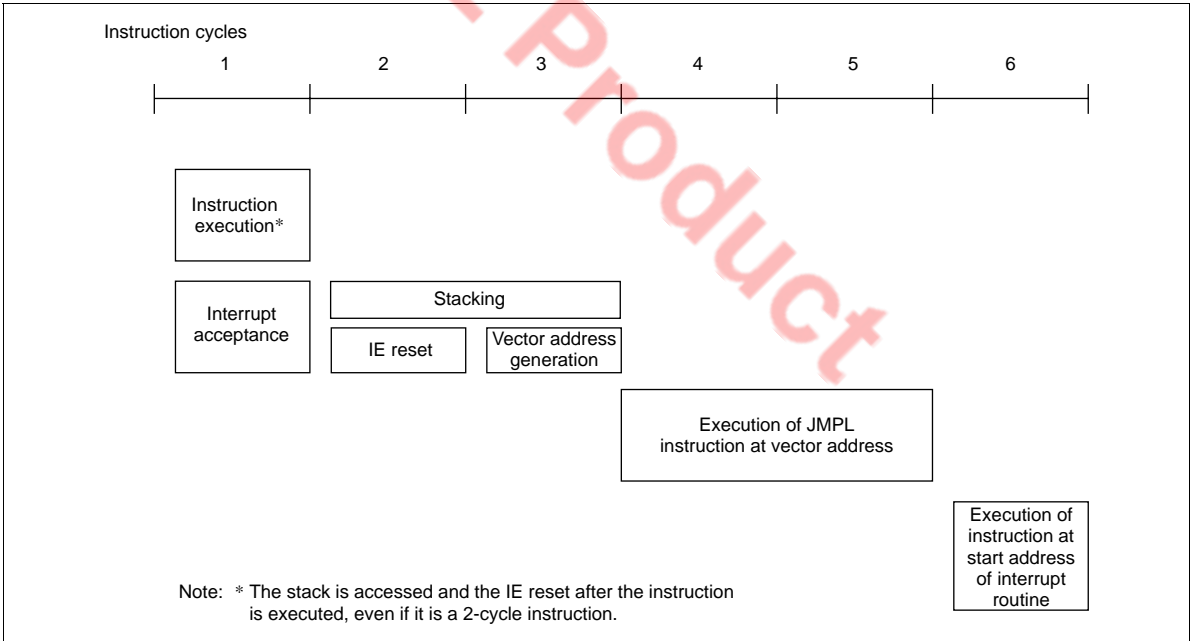 Instruction cycles
1 2 3 4 5 6
Instruction
execution*
Interrupt
acceptance
Stacking
IE reset
Vector address
generation
Execution of JMPL
instruction at vector address
Execution of
instruction at
start address
of interrupt
routine
Note: * The stack is accessed and the IE reset after the instruction
is executed, even if it is a 2-cycle instruction.
Product